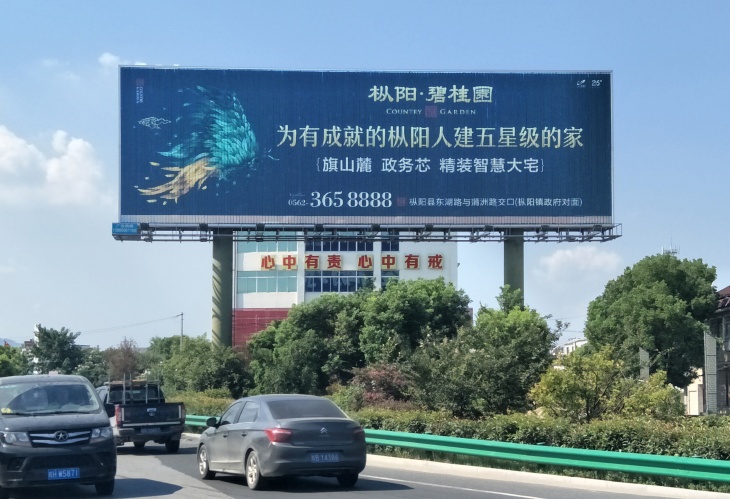 枞阳·碧桂園
COUNTRY GARDEN
为有成就的枞阳人建五星级的家
{旗山麓 政务芯 精装智慧大宅}
0562-365 8888
枞阳县东湖路与蒲洲路交口(枞阳镇政府对面)
心中有责 心中有戒